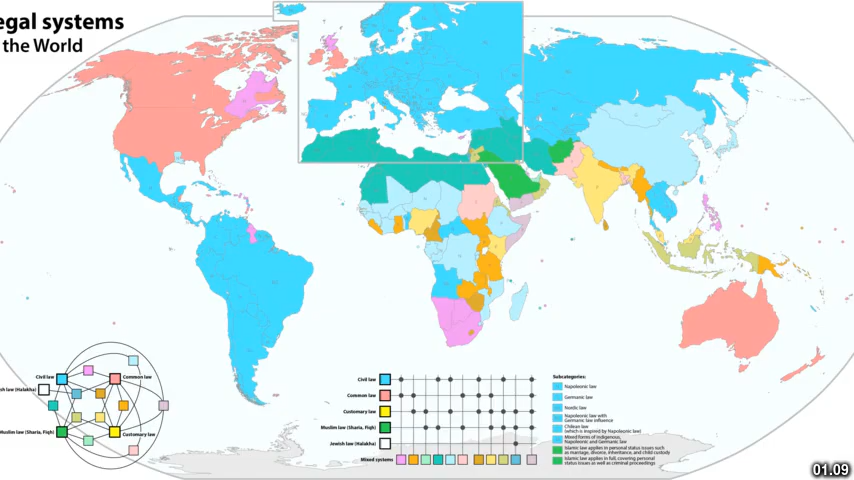 egal systems
the World
Civil law
Common law
sh law (Halakha)
Muslim law (Sharia, Fiqh)
Customary law
Civil law
Common law
Customary law
Muslim law (Sharia, Fiqh)
Jewish law (Halakha)
Mixed systems
Subcategories:
Napoleonic law
Germanic law
Nordic law
Napoleonic law with
Germanic law influence
Chilean law
(which is inspired by Napoleonic law)
Mixed forms of indigenous,
Napoleonic and Germanic law
Islamic law applies in personal status issues such
as marriage, divorce, inheritance, and child custody
Islamic law applies in full, covering personal
status issues as well as criminal proceedings
01.09